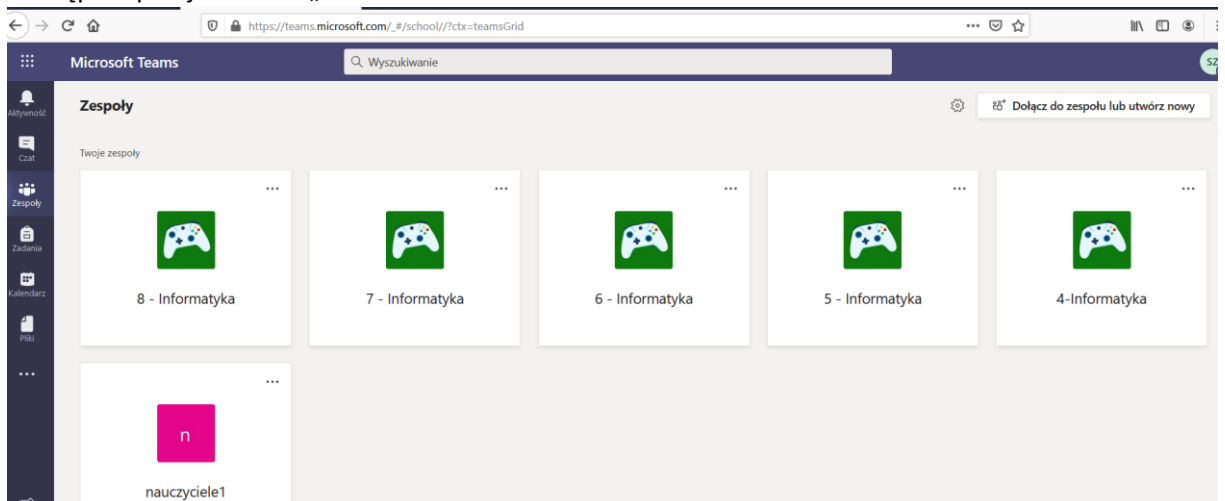 https://teams.microsoft.com/_#/school//?ctx=teamsGrid
Microsoft Teams
Wyszukiwanie
SZ
Aktywność
Zespoły
Dołącz do zespołu lub utwórz nowy
Czat
Twoje zespoły
Zespoły
Zadania
Kalendarz
Pliki
8 - Informatyka
7 - Informatyka
6 - Informatyka
5 - Informatyka
4-Informatyka
n
nauczyciele1